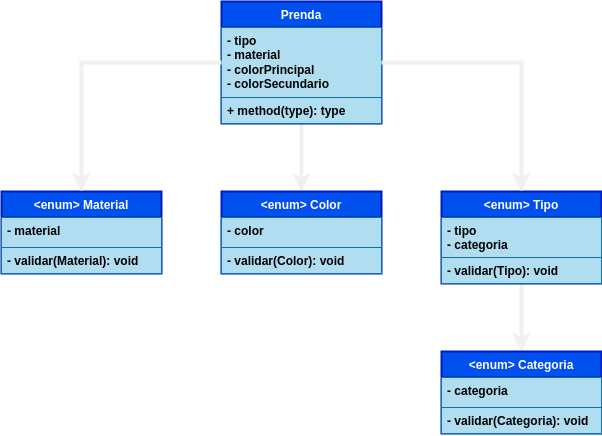 Prenda
- tipo
- material
- colorPrincipal
- colorSecundario
+ method(type): type
<enum> Material
- material
- validar(Material): void
<enum> Color
- color
- validar(Color): void
<enum> Tipo
- tipo
- categoria
- validar(Tipo): void
<enum> Categoria
- categoria
- validar(Categoria): void